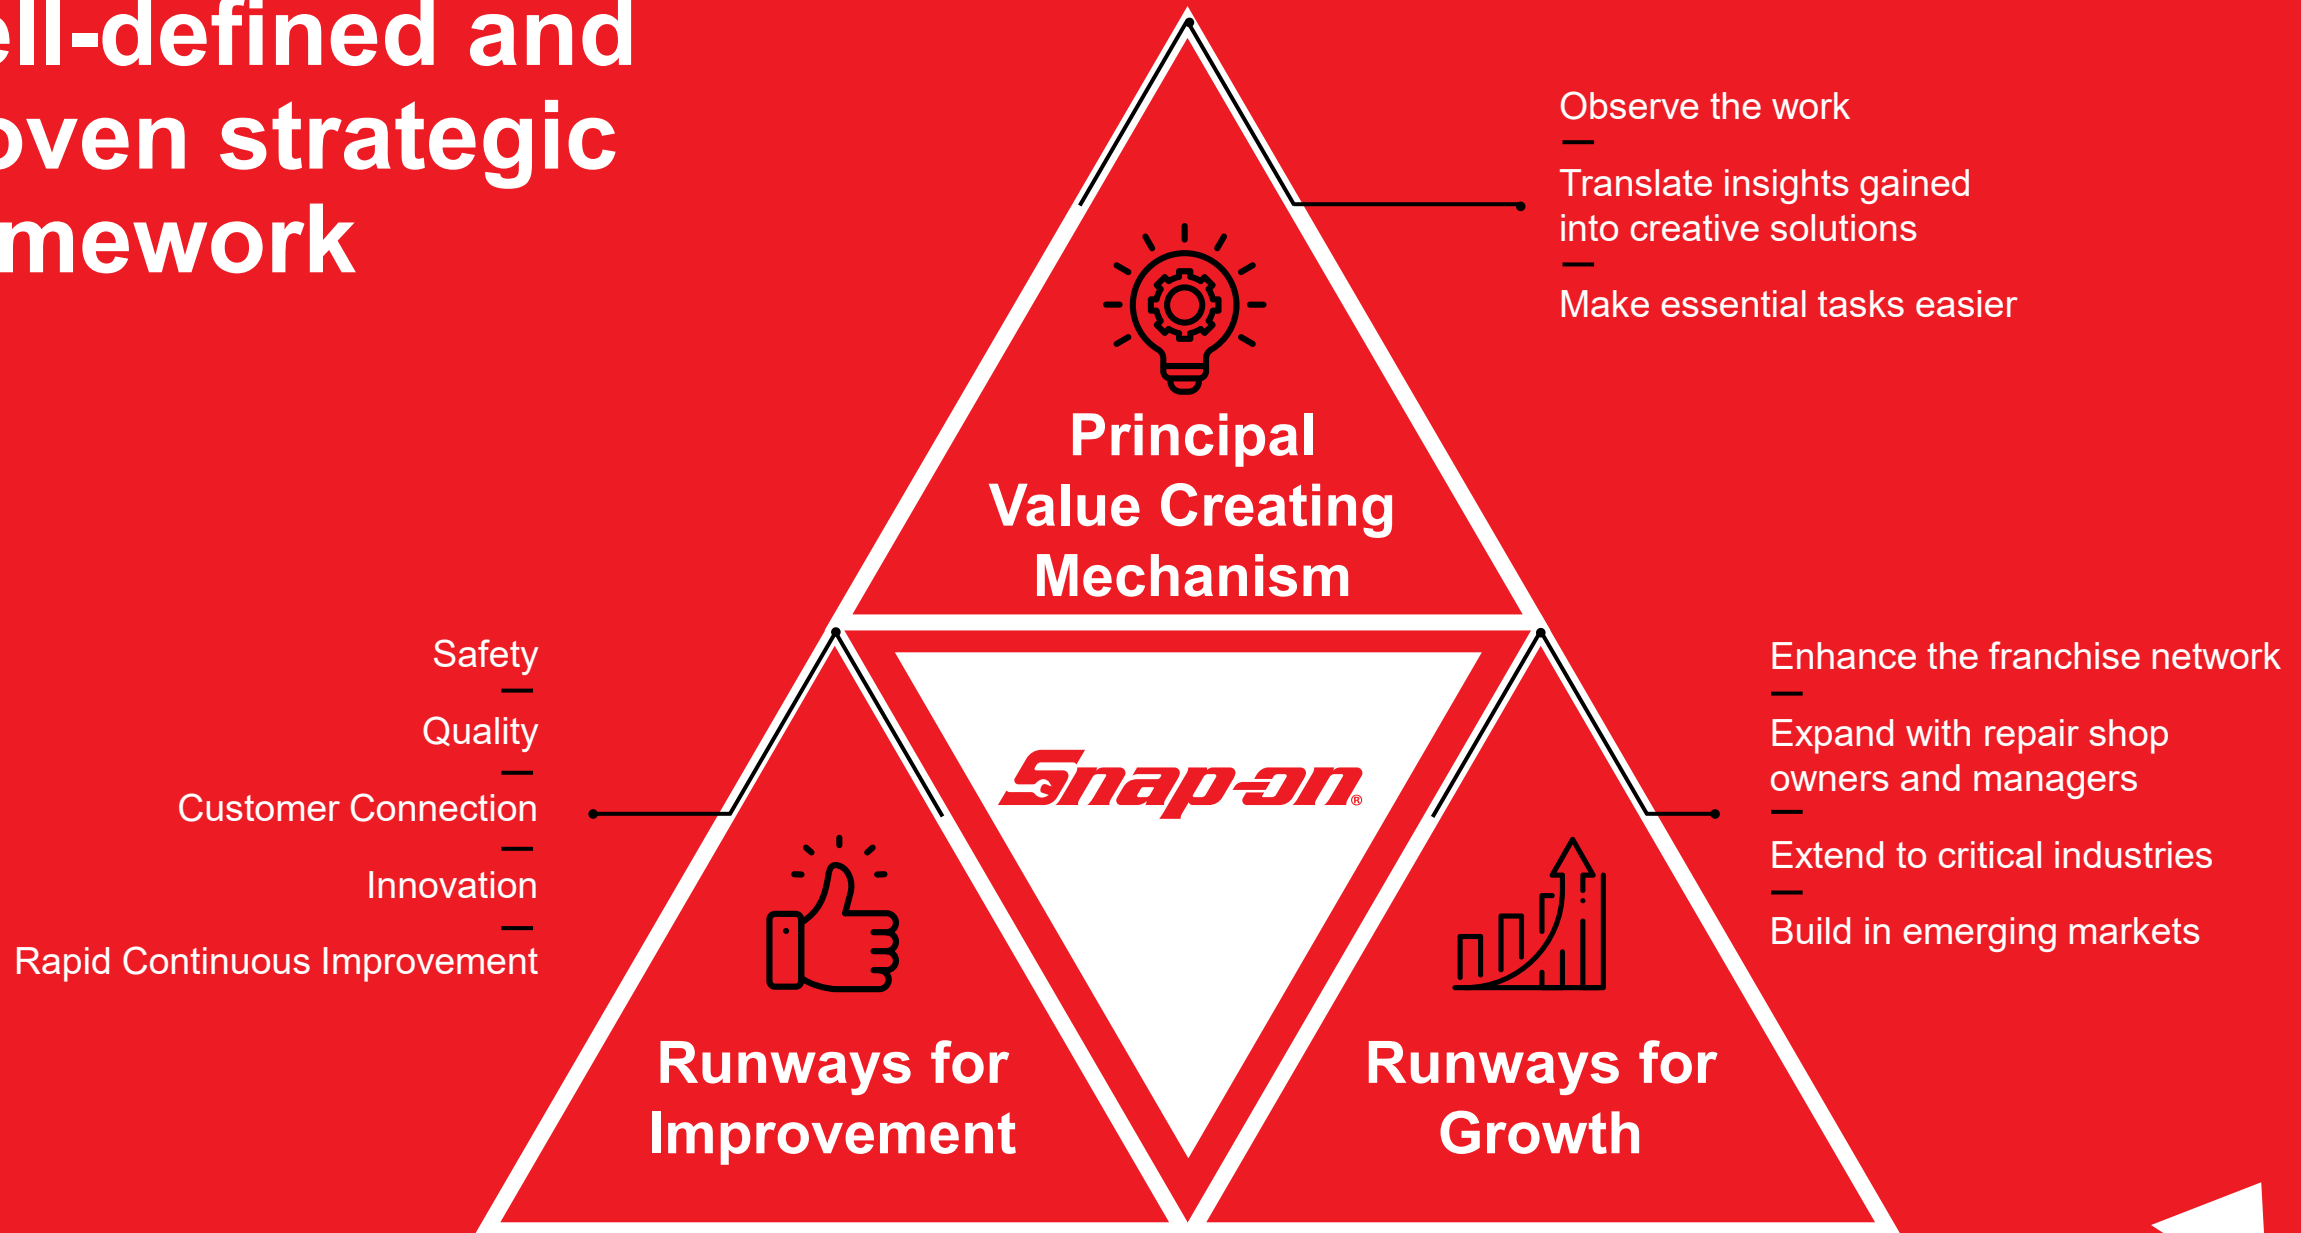 ell-defined and
oven strategic
mework
Observe the work
Translate insights gained
into creative solutions
Make essential tasks easier
Principal
Value Creating
Mechanism
Safety
Quality
Customer Connection
Innovation
Rapid Continuous Improvement
Snap-on®
Enhance the franchise network
Expand with repair shop
owners and managers
Extend to critical industries
Build in emerging markets
Runways for
Improvement
Runways for
Growth